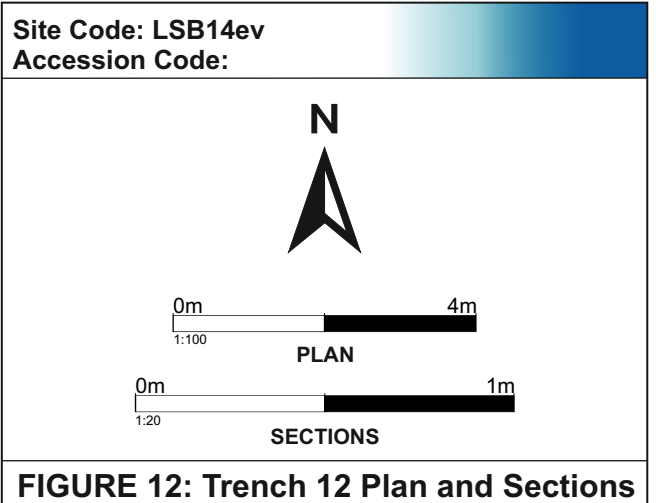 Site Code: LSB14ev
Accession Code:
N
0m 4m
1:100
PLAN
0m 1m
1:20
SECTIONS
FIGURE 12: Trench 12 Plan and Sections